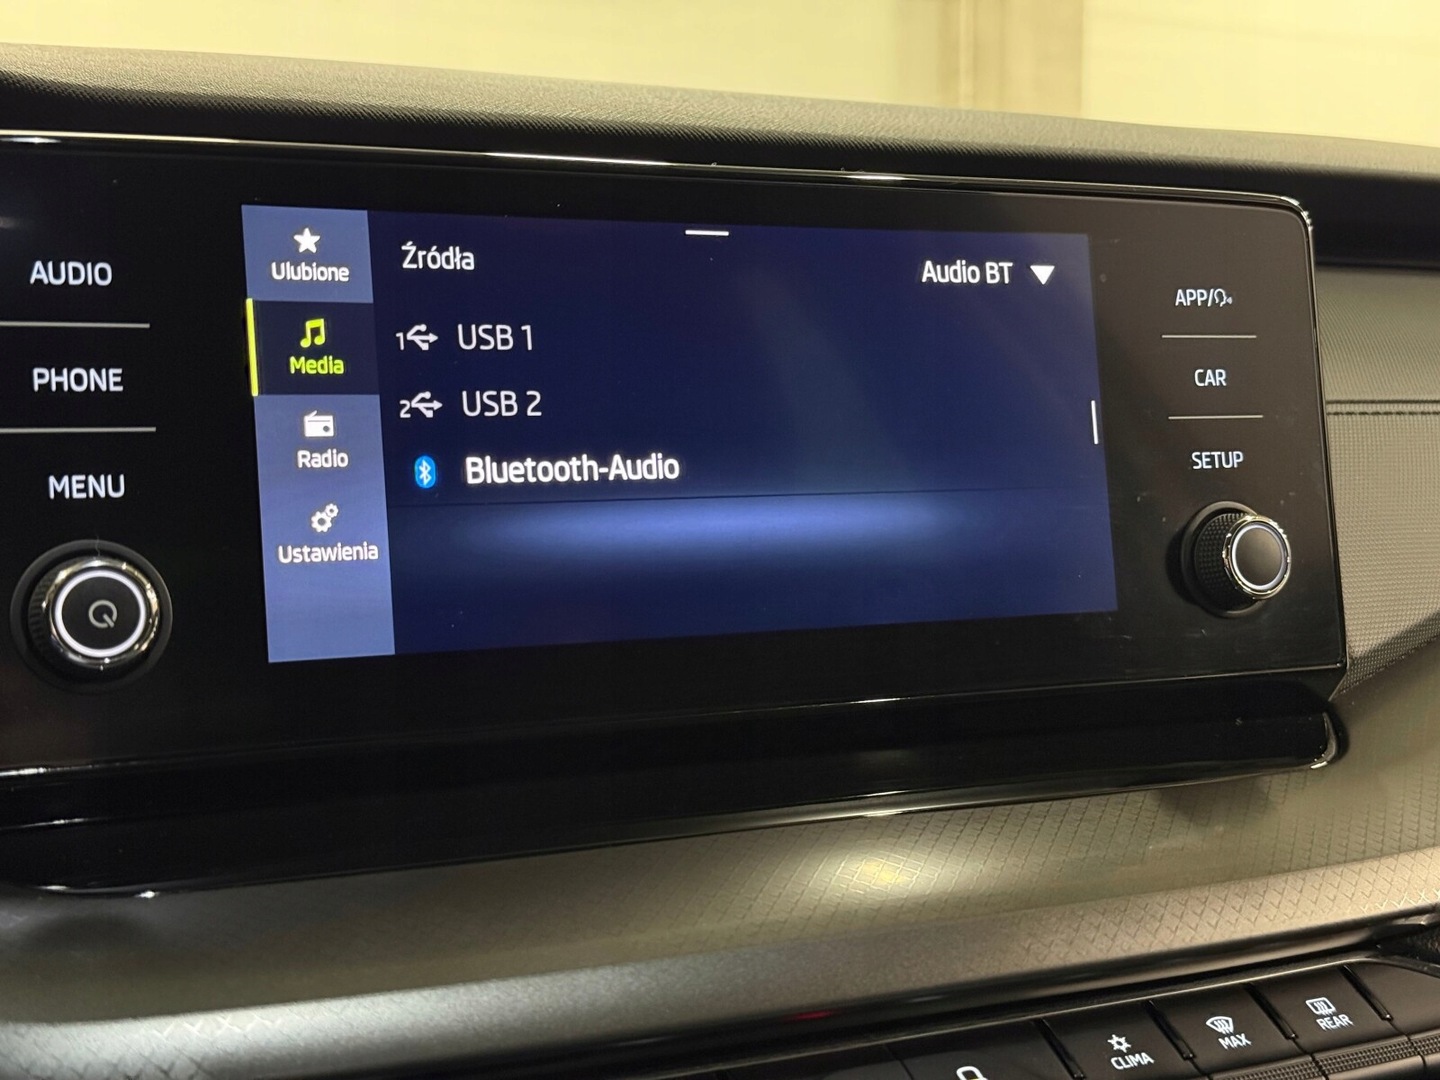 AUDIO
PHONE
MENU
Ulubione
Media
Radio
Ustawienia
Źródła
Audio BT
1 USB 1
2 USB 2
Bluetooth-Audio
APP/
CAR
SETUP
CLIMA
MAX
REAR